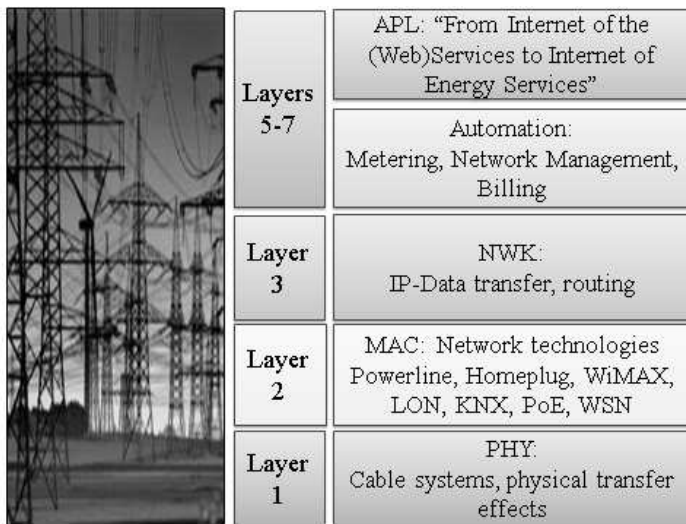 Layers
5-7
APL: “From Internet of the
(Web)Services to Internet of
Energy Services”
Automation:
Metering, Network Management,
Billing
Layer
3
NWK:
IP-Data transfer, routing
Layer
2
MAC: Network technologies
Powerline, Homeplug, WiMAX,
LON, KNX, PoE, WSN
Layer
1
PHY:
Cable systems, physical transfer
effects